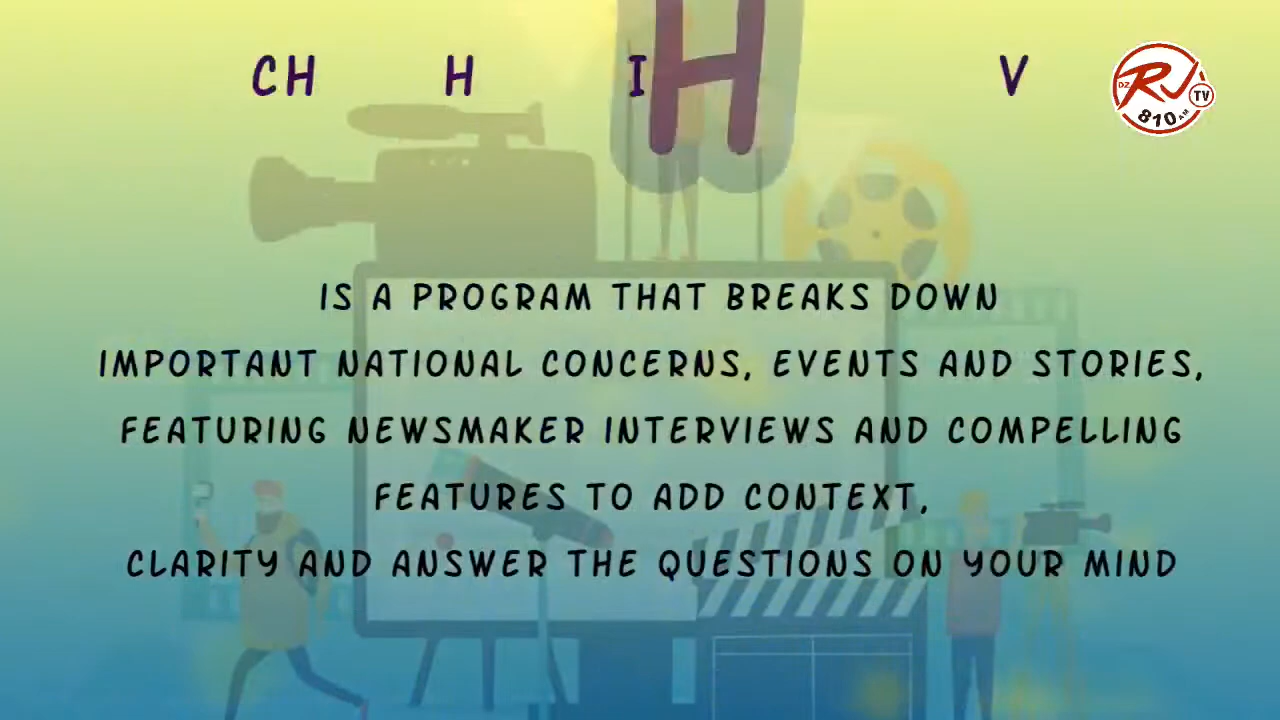 CH H I H V
DZ RJ TV
810 AM
IS A PROGRAM THAT BREAKS DOWN
IMPORTANT NATIONAL CONCERNS, EVENTS AND STORIES,
FEATURING NEWSMAKER INTERVIEWS AND COMPELLING
FEATURES TO ADD CONTEXT,
CLARITY AND ANSWER THE QUESTIONS ON YOUR MIND